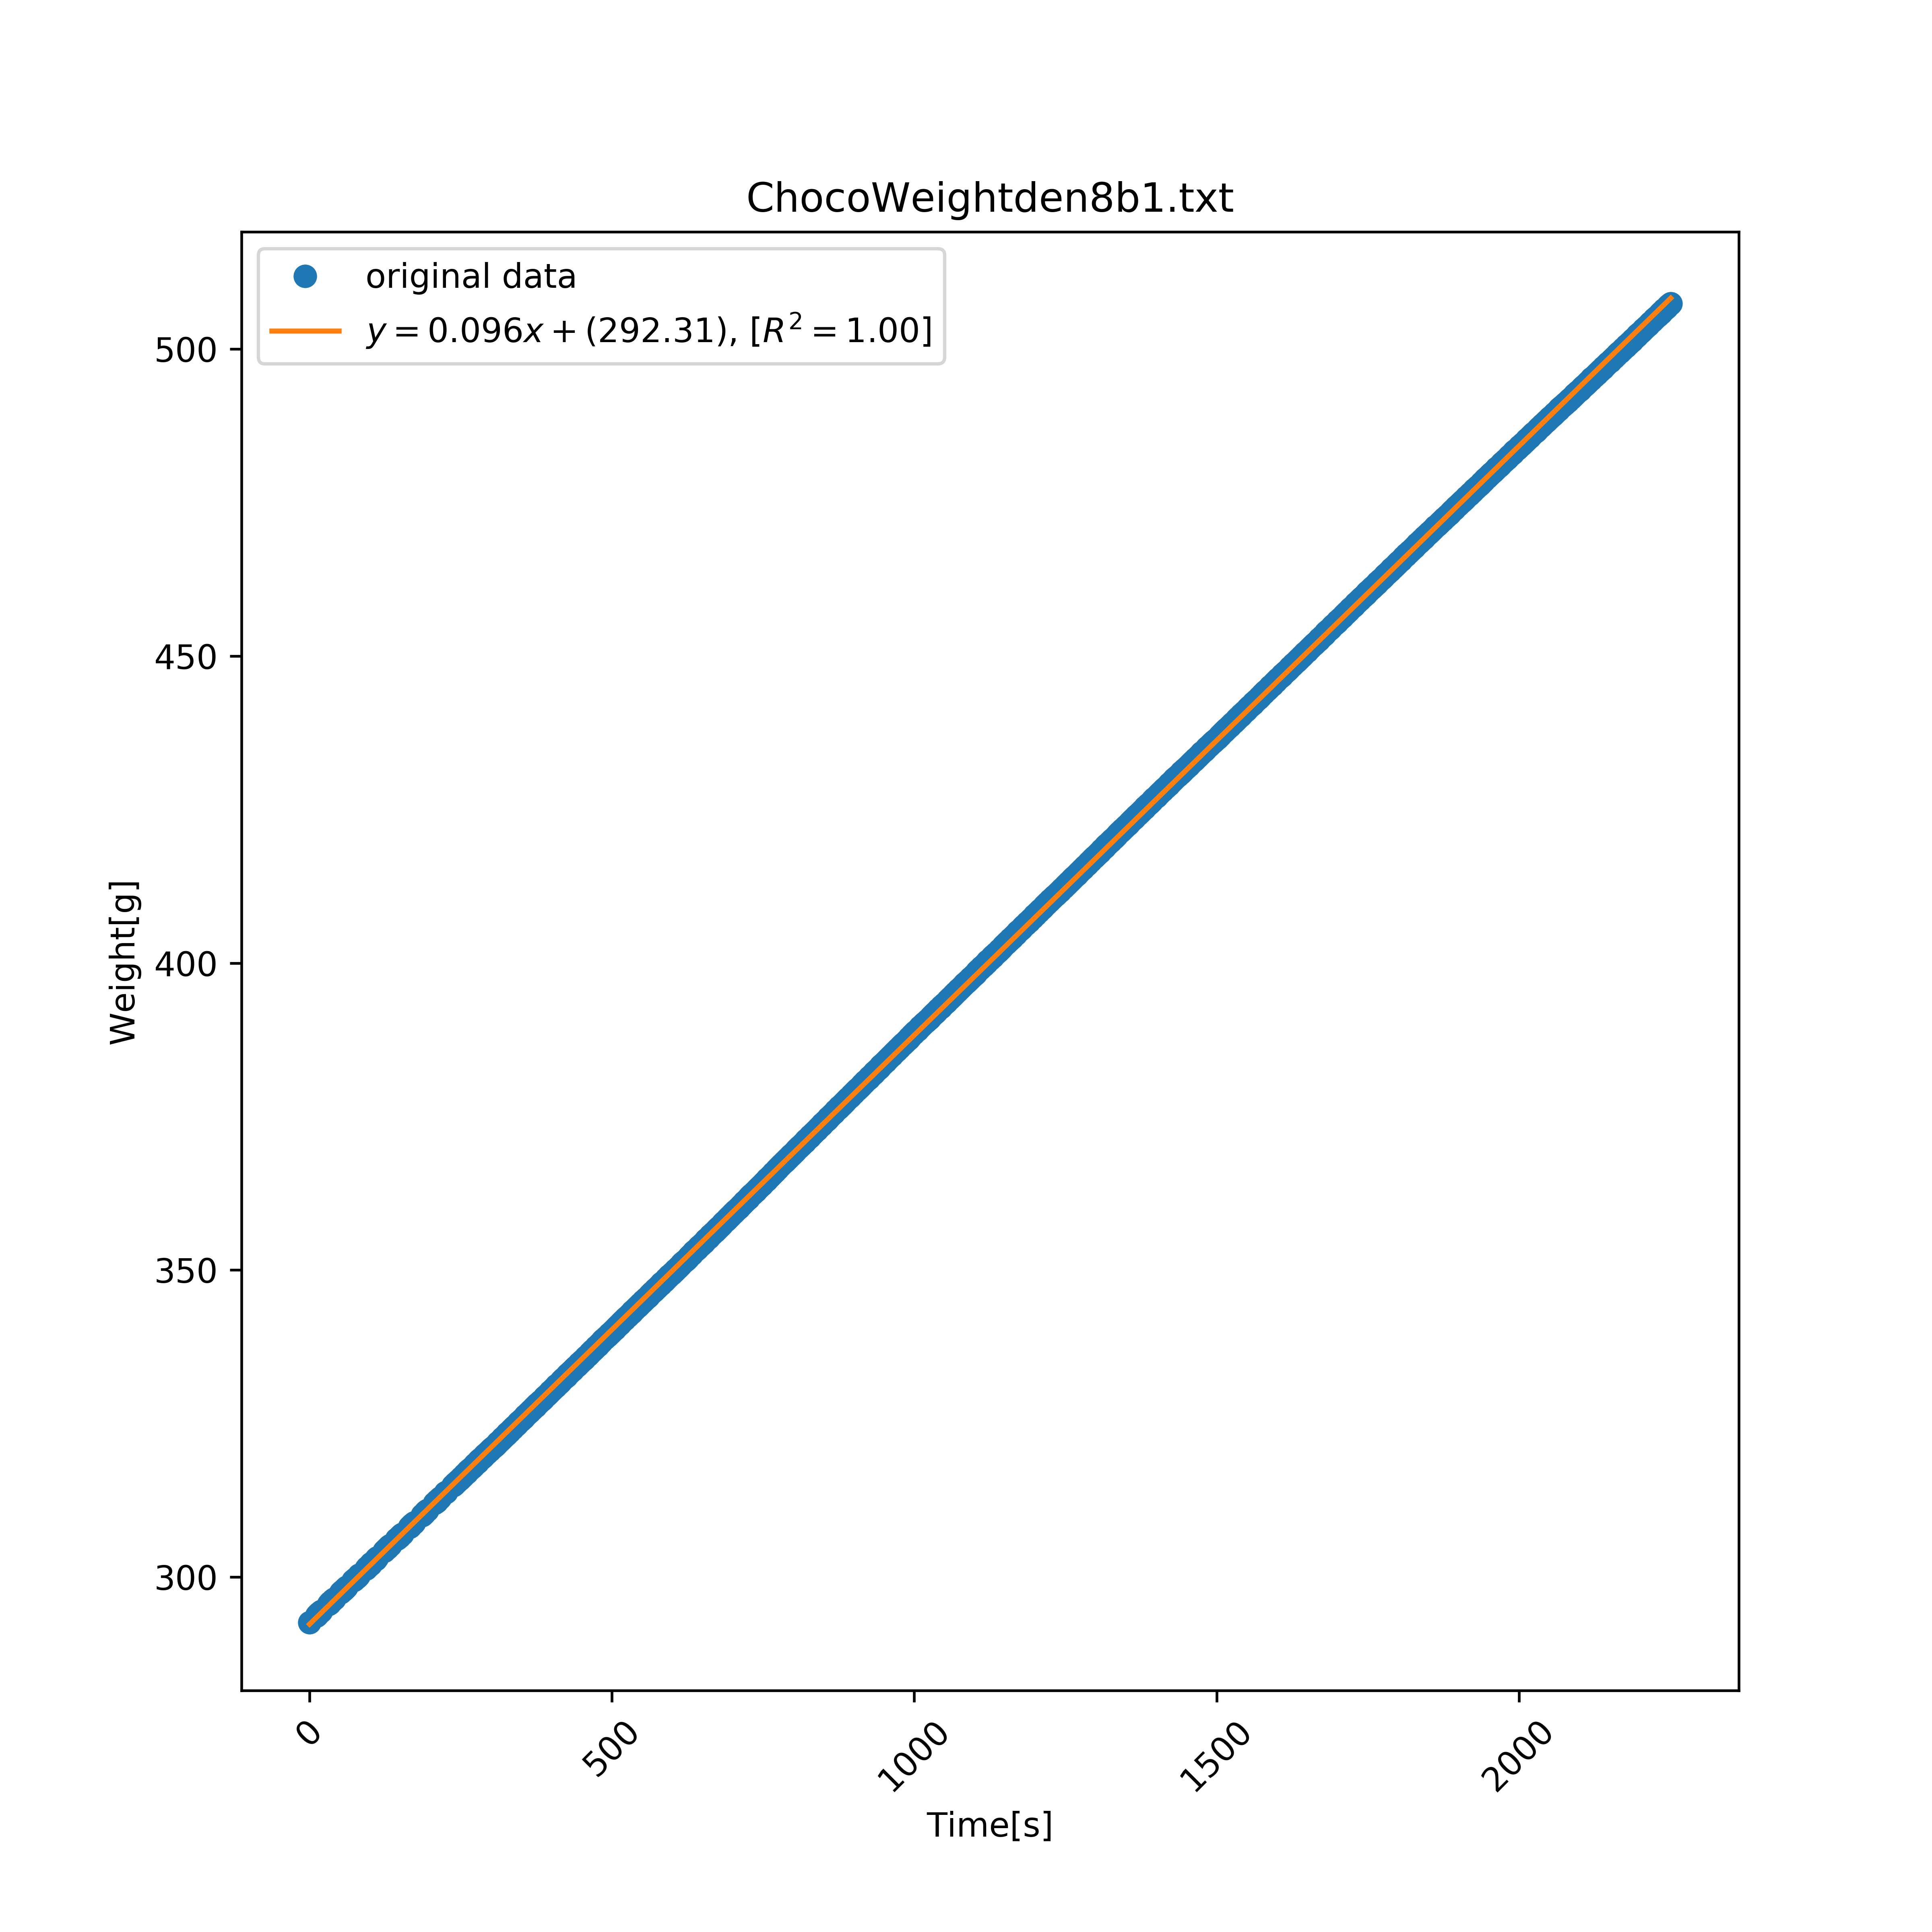 ChocoWeightden8b1.txt
original data
y = 0.096x + (292.31), [R² = 1.00]
Weight[g]
500
450
400
350
300
0
500
1000
1500
2000
Time[s]